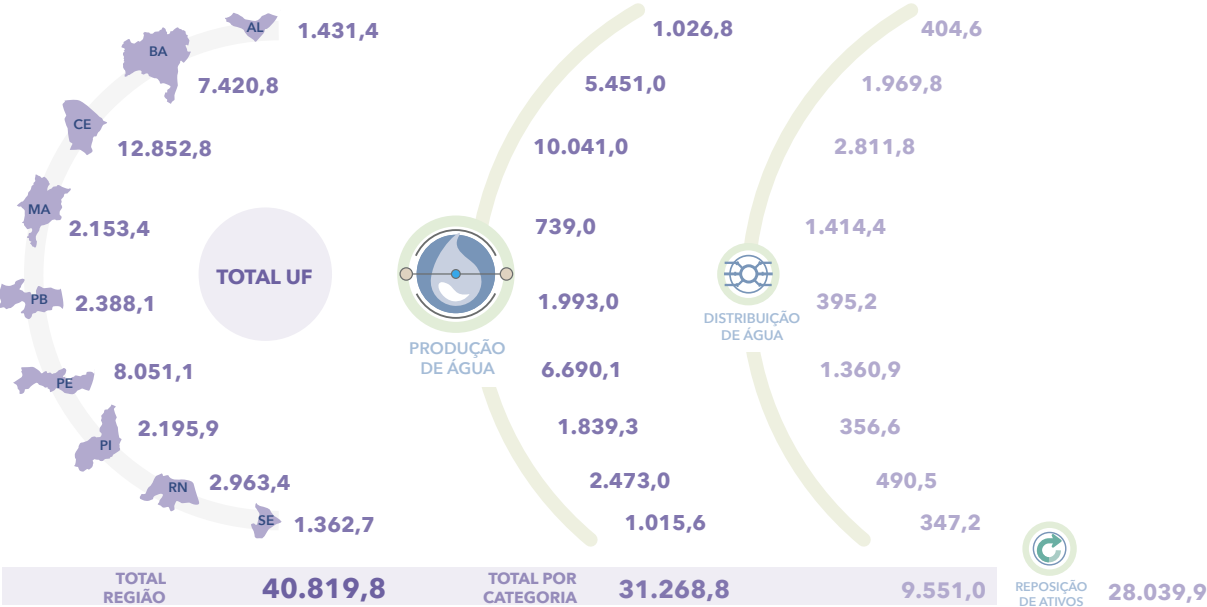 AL 1.431,4 1.026,8 404,6
BA 7.420,8 5.451,0 1.969,8
CE 12.852,8 10.041,0 2.811,8
MA 2.153,4 739,0 1.414,4
TOTAL UF
PB 2.388,1 1.993,0 395,2
PRODUÇÃO
DE ÁGUA
DISTRIBUIÇÃO
DE ÁGUA
PE 8.051,1 6.690,1 1.360,9
PI 2.195,9 1.839,3 356,6
RN 2.963,4 2.473,0 490,5
SE 1.362,7 1.015,6 347,2
TOTAL
REGIÃO
40.819,8
TOTAL POR
CATEGORIA
31.268,8
9.551,0
REPOSIÇÃO
DE ATIVOS
28.039,9